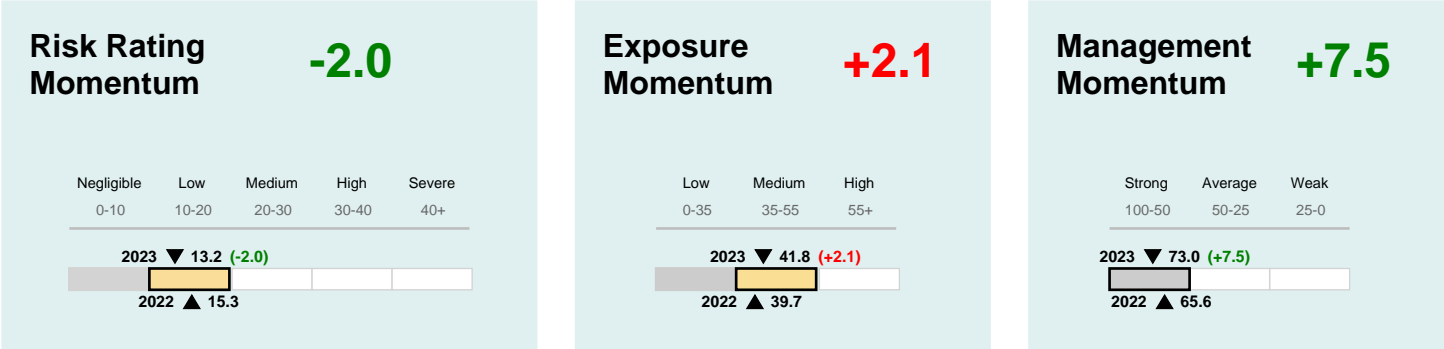 Risk Rating
Momentum
-2.0
Negligible Low Medium High Severe
0-10 10-20 20-30 30-40 40+
2023 ▼ 13.2 (-2.0)
2022 ▲ 15.3
Exposure
Momentum
+2.1
Low Medium High
0-35 35-55 55+
2023 ▼ 41.8 (+2.1)
2022 ▲ 39.7
Management
Momentum
+7.5
Strong Average Weak
100-50 50-25 25-0
2023 ▼ 73.0 (+7.5)
2022 ▲ 65.6